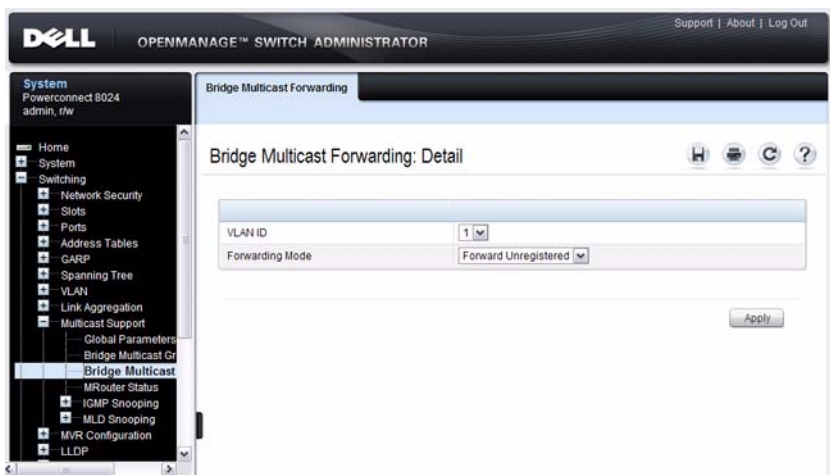 DELL
OPENMANAGE™ SWITCH ADMINISTRATOR
Support | About | Log Out
System
Powerconnect 8024
admin, r/w
Home
System
Switching
Network Security
Slots
Ports
Address Tables
GARP
Spanning Tree
VLAN
Link Aggregation
Multicast Support
Global Parameters
Bridge Multicast Gr
Bridge Multicast
MRouter Status
IGMP Snooping
MLD Snooping
MVR Configuration
LLDP
Bridge Multicast Forwarding
Bridge Multicast Forwarding: Detail
VLAN ID
1
Forwarding Mode
Forward Unregistered
Apply